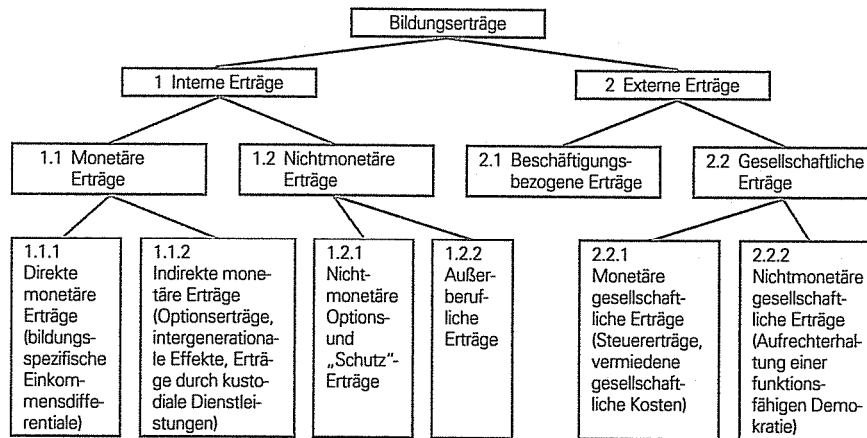 Bildungserträge
1 Interne Erträge
2 Externe Erträge
1.1 Monetäre
Erträge
1.2 Nichtmonetäre
Erträge
2.1 Beschäftigungs-
bezogene Erträge
2.2 Gesellschaftliche
Erträge
1.1.1
Direkte
monetäre
Erträge
(bildungs-
spezifische
Einkom-
mensdiffe-
rentiale)
1.1.2
Indirekte mone-
täre Erträge
(Optionserträge,
intergenerationa-
le Effekte, Erträ-
ge durch kusto-
diale Dienstlei-
stungen)
1.2.1
Nicht-
monetäre
Options-
und
„Schutz"-
Erträge
1.2.2
Außer-
beruf-
liche
Erträge
2.2.1
Monetäre
gesellschaft-
liche Erträge
(Steuererträge,
vermiedene
gesellschaft-
liche Kosten)
2.2.2
Nichtmonetäre
gesellschaft-
liche Erträge
(Aufrechterhal-
tung einer
funktions-
fähigen Demo-
kratie)